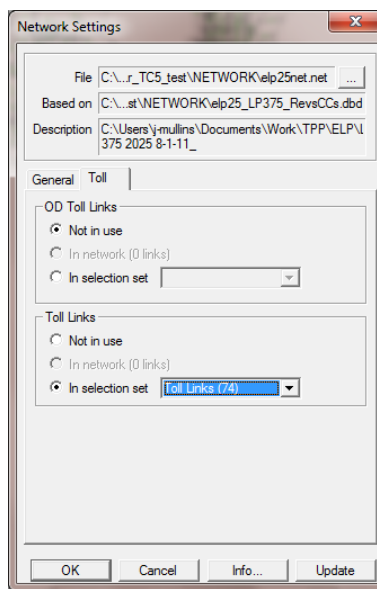 Network Settings
File C:\...r_TC5_test\NETWORK\elp25net.net ...
Based on C:\...st\NETWORK\elp25_LP375_RevsCCs.dbd
Description C:\Users\j-mullins\Documents\Work\TPP\ELP\L
375 2025 8-1-11_
General Toll
OD Toll Links
Not in use
In network (0 links)
In selection set
Toll Links
Not in use
In network (0 links)
In selection set Toll Links (74)
OK Cancel Info... Update